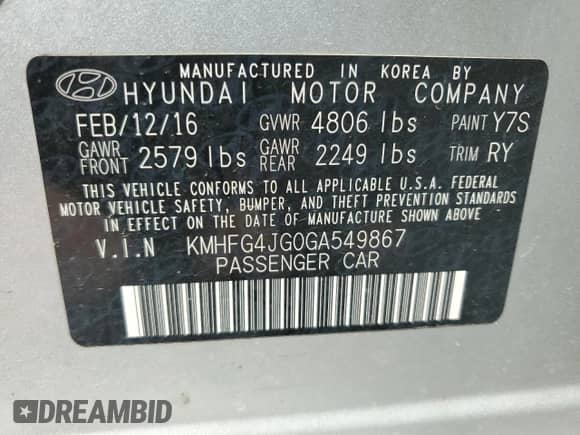 MANUFACTURED IN KOREA BY
HYUNDAI MOTOR COMPANY
FEB/12/16 GVWR 4806 lbs PAINT Y7S
GAWR FRONT 2579 lbs GAWR REAR 2249 lbs TRIM RY
THIS VEHICLE CONFORMS TO ALL APPLICABLE U.S.A. FEDERAL
MOTOR VEHICLE SAFETY, BUMPER, AND THEFT PREVENTION STANDARDS
IN EFFECT ON THE DATE OF MANUFACTURE SHOWN ABOVE.
V.I.N KMHFG4JG0GA549867
PASSENGER CAR
DREAMBID